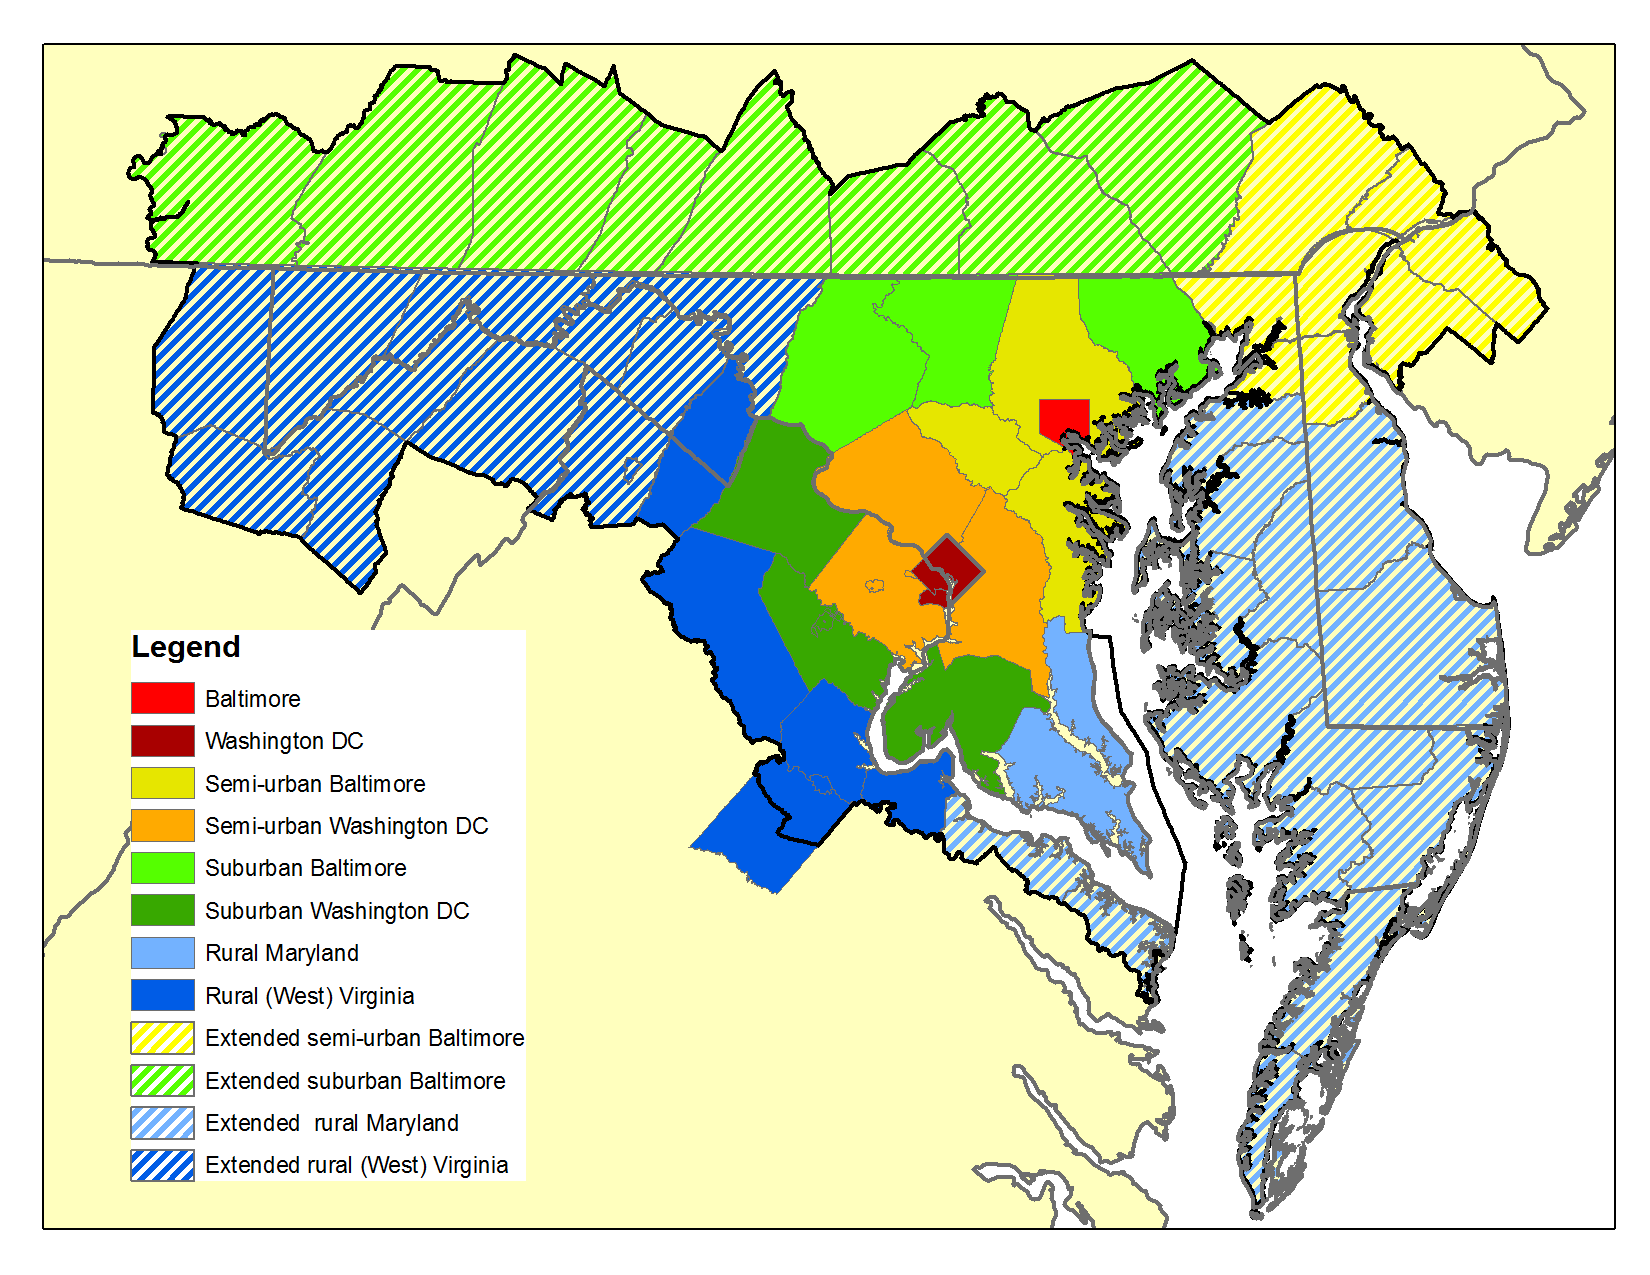 Legend
Baltimore
Washington DC
Semi-urban Baltimore
Semi-urban Washington DC
Suburban Baltimore
Suburban Washington DC
Rural Maryland
Rural (West) Virginia
Extended semi-urban Baltimore
Extended suburban Baltimore
Extended  rural Maryland
Extended rural (West) Virginia